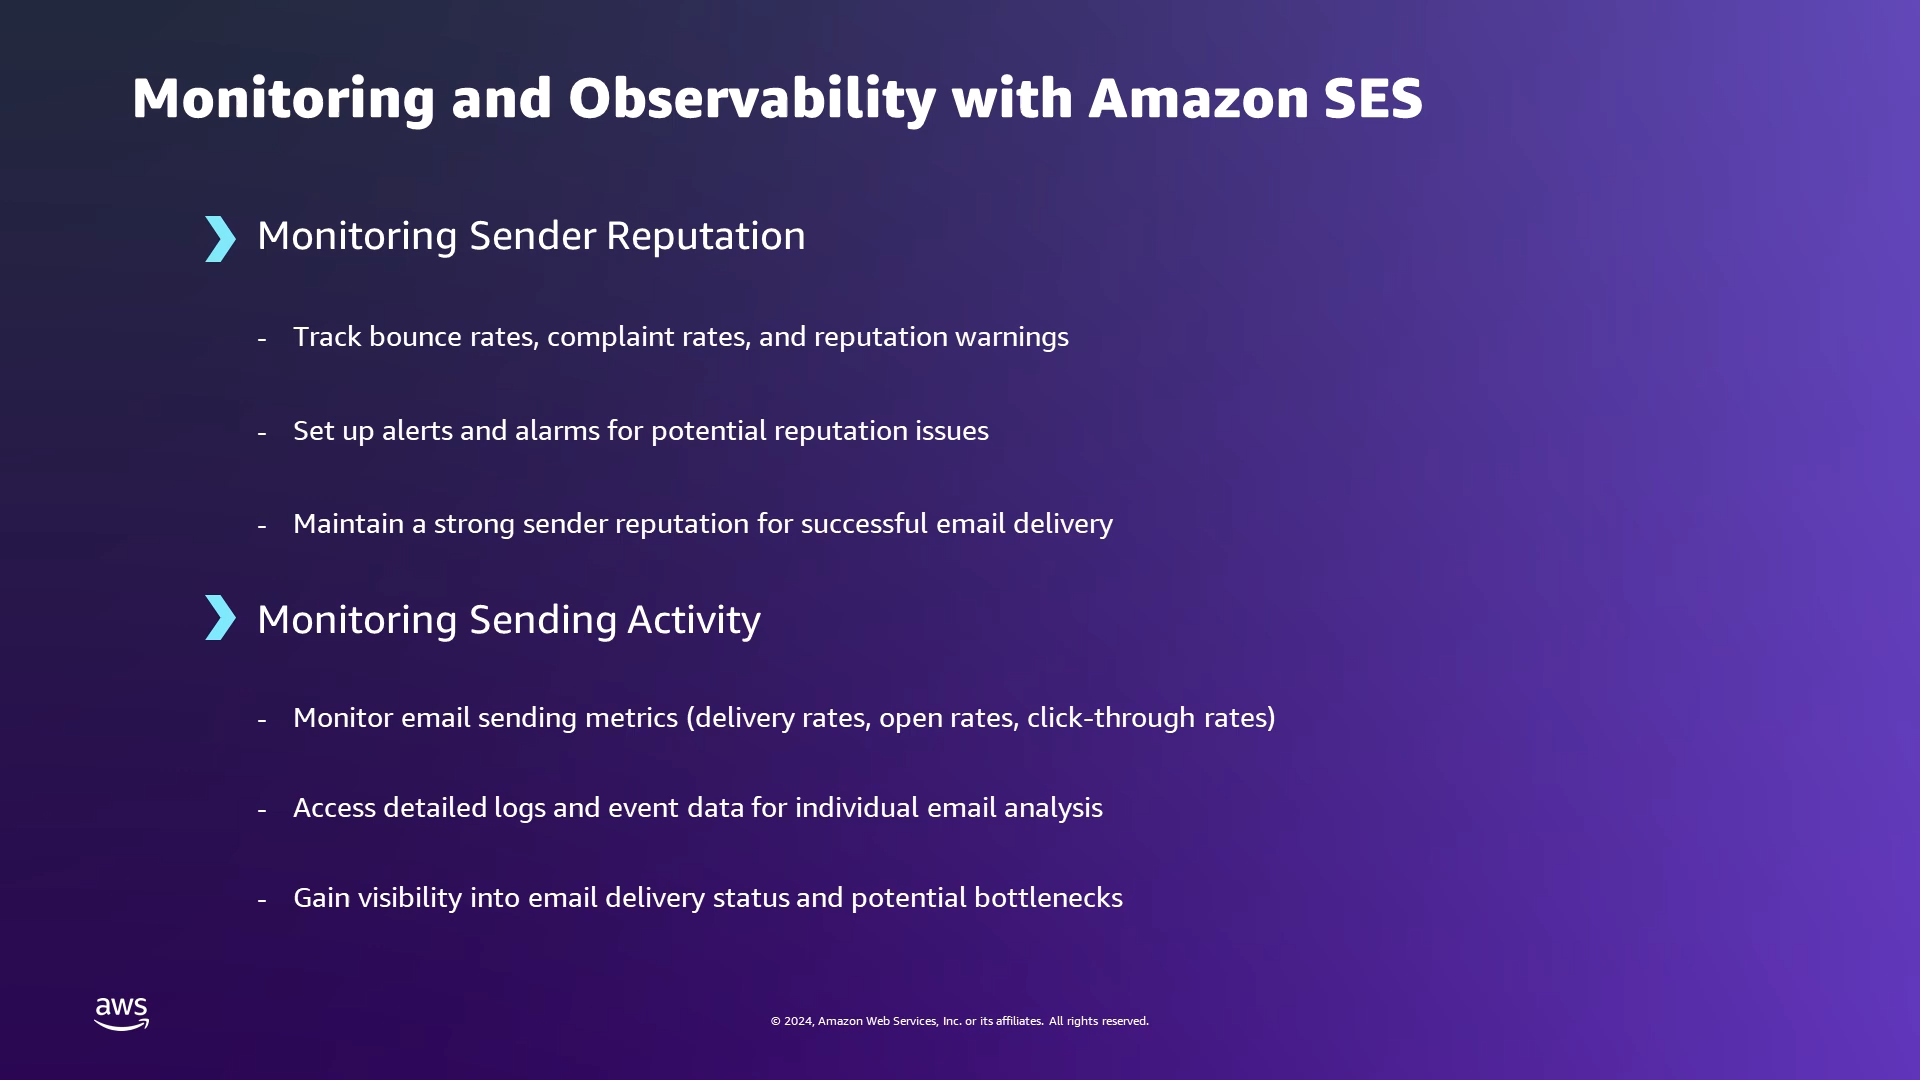 Monitoring and Observability with Amazon SES
Monitoring Sender Reputation
- Track bounce rates, complaint rates, and reputation warnings
- Set up alerts and alarms for potential reputation issues
- Maintain a strong sender reputation for successful email delivery
Monitoring Sending Activity
- Monitor email sending metrics (delivery rates, open rates, click-through rates)
- Access detailed logs and event data for individual email analysis
- Gain visibility into email delivery status and potential bottlenecks
aws
© 2024, Amazon Web Services, Inc. or its affiliates. All rights reserved.